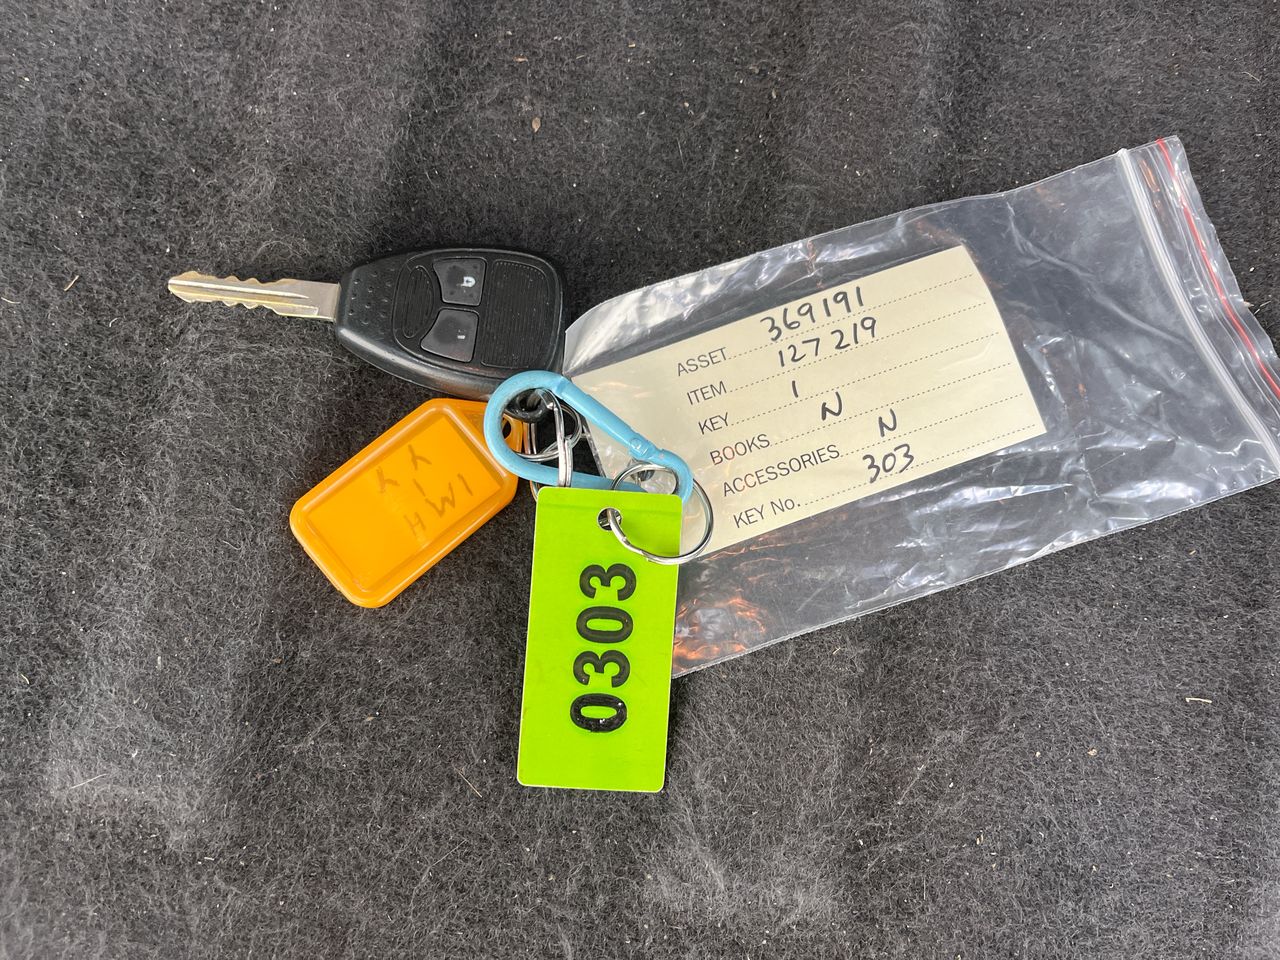 ASSET 369191
ITEM 127219
KEY 1
BOOKS N
ACCESSORIES N
KEY No. 303
0303